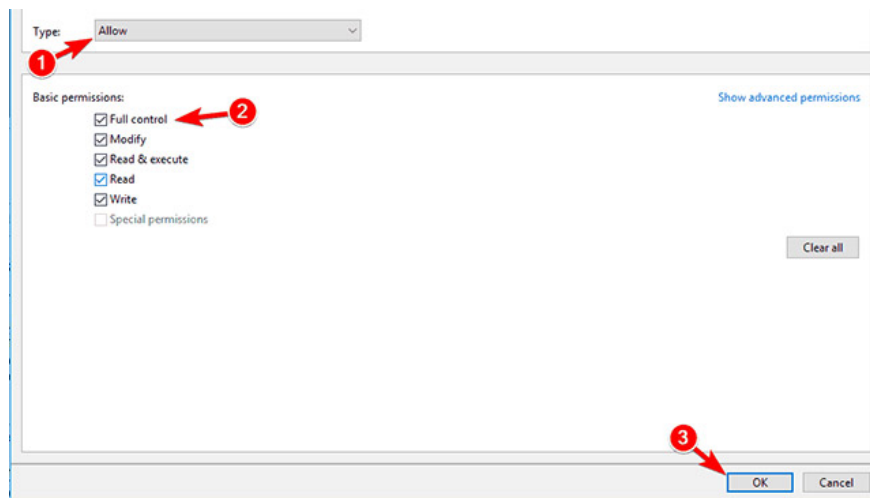 Type: Allow
1
Basic permissions: Show advanced permissions
Full control 2
Modify
Read & execute
Read
Write
Special permissions
Clear all
3
OK Cancel